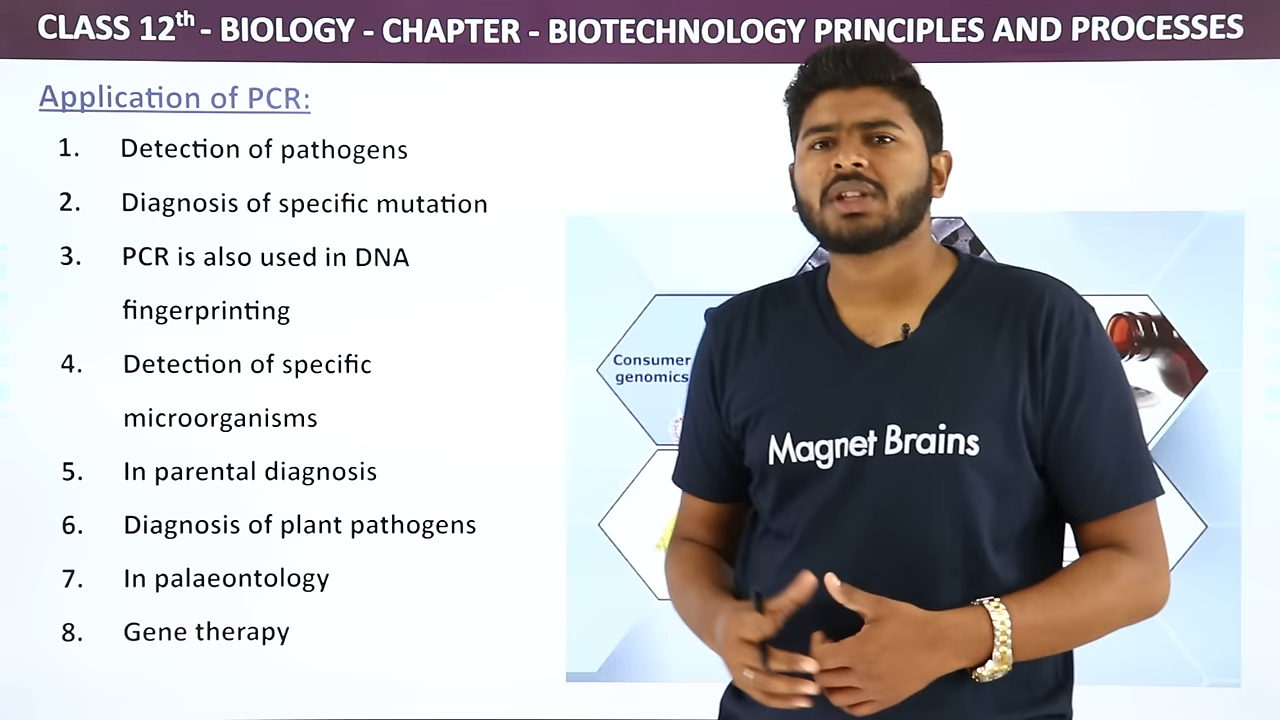 CLASS 12th - BIOLOGY - CHAPTER - BIOTECHNOLOGY PRINCIPLES AND PROCESSES
Application of PCR:
1. Detection of pathogens
2. Diagnosis of specific mutation
3. PCR is also used in DNA
fingerprinting
4. Detection of specific
microorganisms
5. In parental diagnosis
6. Diagnosis of plant pathogens
7. In palaeontology
8. Gene therapy
Consumer
genomics
Magnet Brains